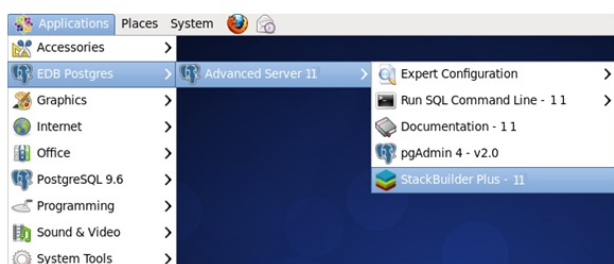 Applications Places System
Accessories
EDB Postgres
Graphics
Internet
Office
PostgreSQL 9.6
Programming
Sound & Video
System Tools
Advanced Server 11
Expert Configuration
Run SQL Command Line - 11
Documentation - 11
pgAdmin 4 - v2.0
StackBuilder Plus - 11